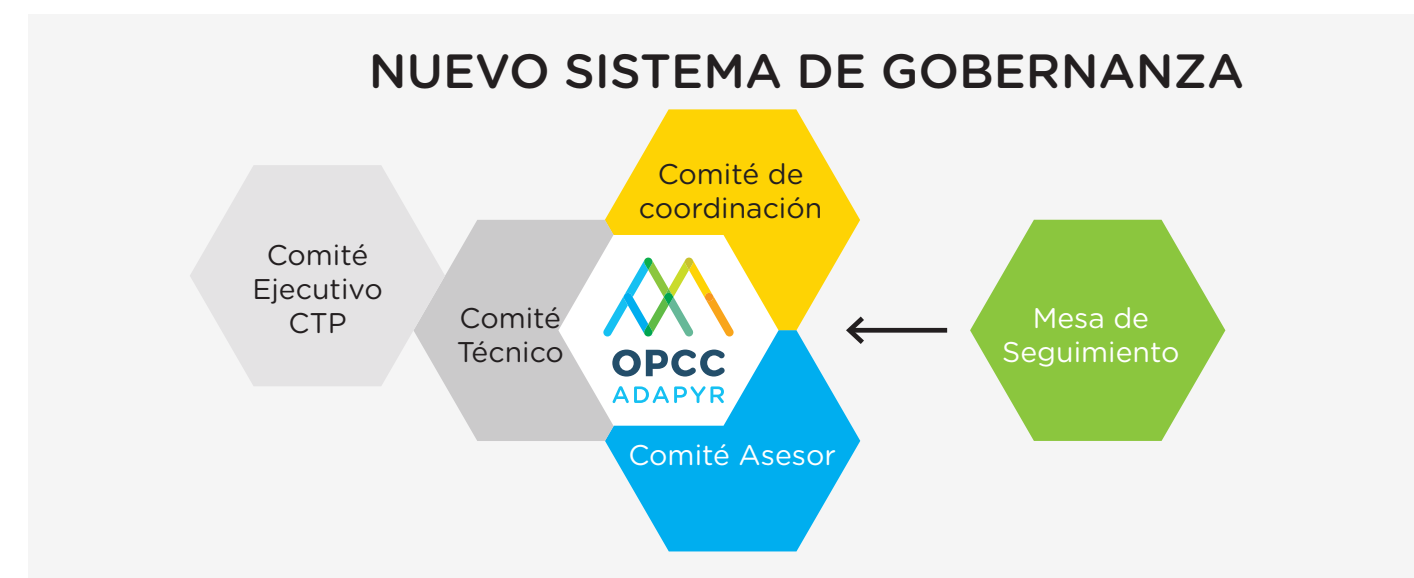 NUEVO SISTEMA DE GOBERNANZA
Comité de
coordinación
Comité
Ejecutivo
CTP
Comité
Técnico
OPCC
ADAPYR
Mesa de
Seguimiento
Comité Asesor